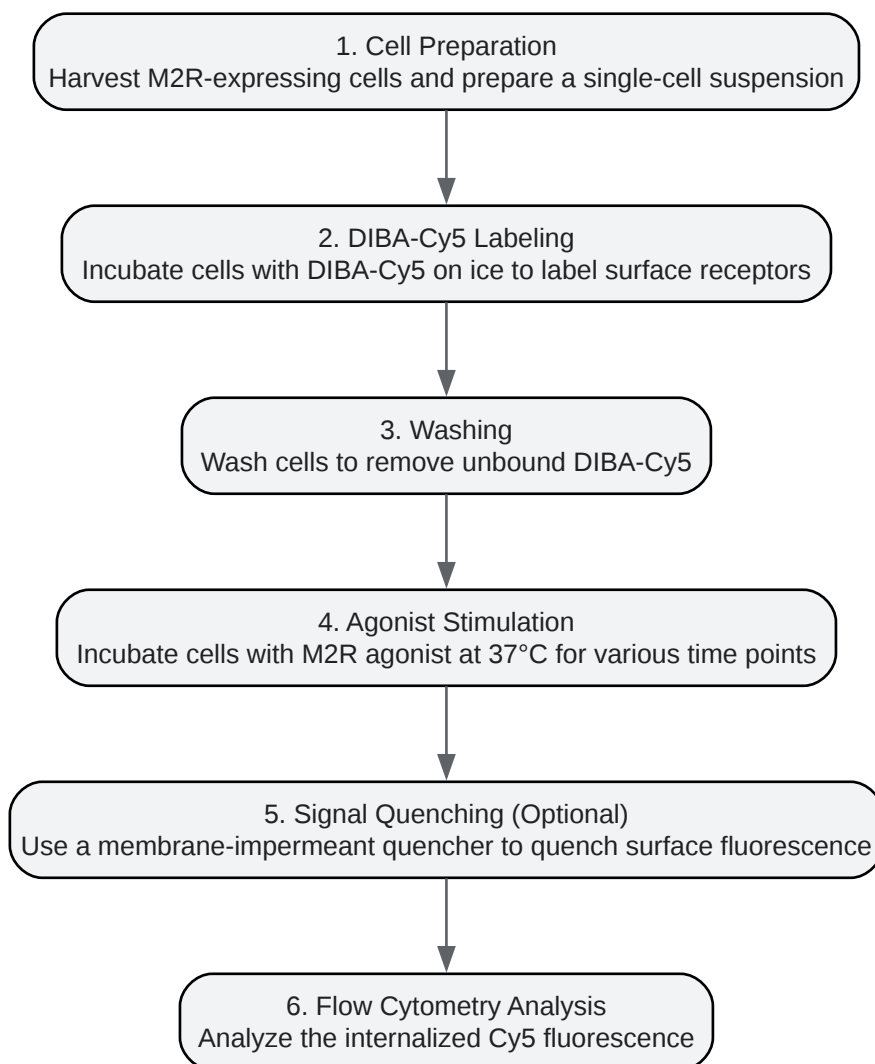 1. Cell Preparation
Harvest M2R-expressing cells and prepare a single-cell suspension
2. DIBA-Cy5 Labeling
Incubate cells with DIBA-Cy5 on ice to label surface receptors
3. Washing
Wash cells to remove unbound DIBA-Cy5
4. Agonist Stimulation
Incubate cells with M2R agonist at 37°C for various time points
5. Signal Quenching (Optional)
Use a membrane-impermeant quencher to quench surface fluorescence
6. Flow Cytometry Analysis
Analyze the internalized Cy5 fluorescence